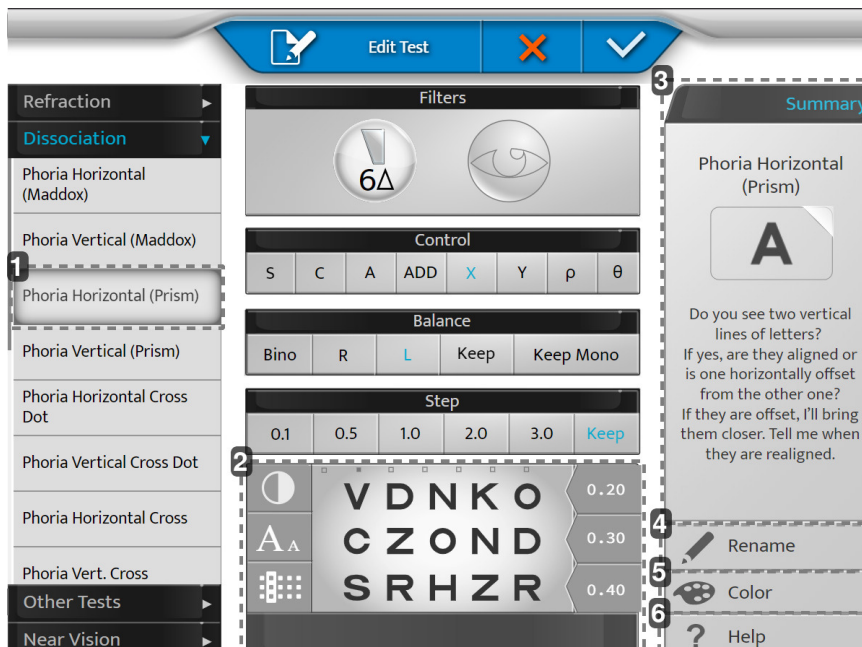 Edit Test
Refraction
Dissociation
Phoria Horizontal
(Maddox)
Phoria Vertical (Maddox)
1
Phoria Horizontal (Prism)
Phoria Vertical (Prism)
Phoria Horizontal Cross
Dot
Phoria Vertical Cross Dot
Phoria Horizontal Cross
Phoria Vert. Cross
Other Tests
Near Vision
Filters
6Δ
Control
S C A ADD X Y ρ θ
Balance
Bino R L Keep Keep Mono
Step
0.1 0.5 1.0 2.0 3.0 Keep
2
V D N K O 0.20
A A C Z O N D 0.30
S R H Z R 0.40
3
Summary
Phoria Horizontal
(Prism)
A
Do you see two vertical
lines of letters?
If yes, are they aligned or
is one horizontally offset
from the other one?
If they are offset, I'll bring
them closer. Tell me when
they are realigned.
4
Rename
5
Color
6
? Help